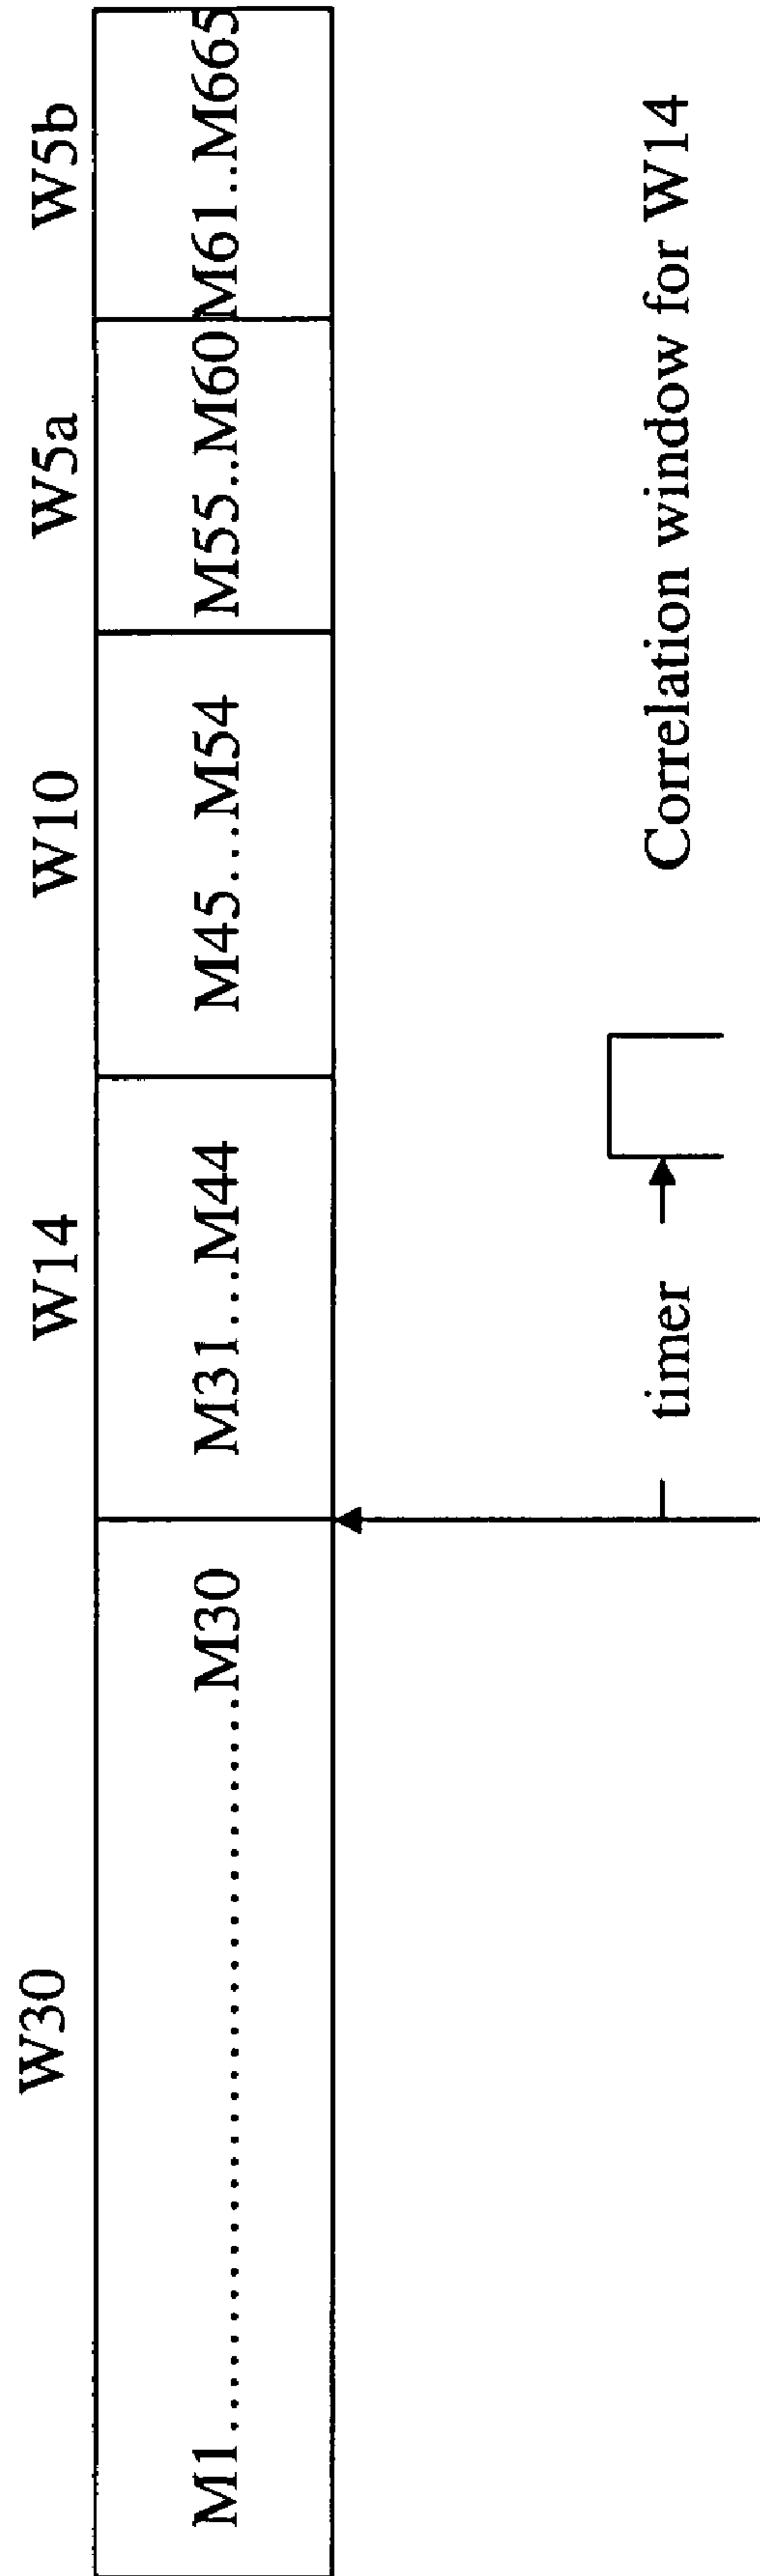 W30 W14 W10 W5a W5b
M1..............................M30 M31...M44 M45...M54 M55..M60 M61..M665
timer
Correlation window for W14